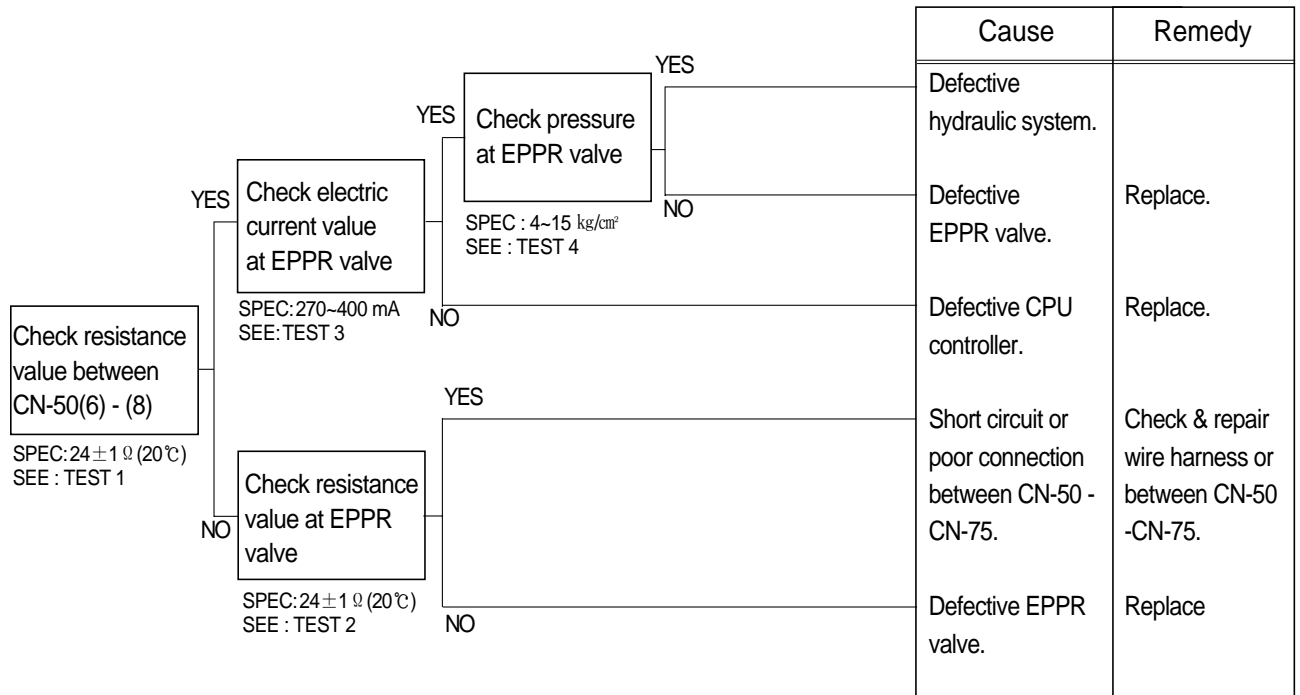 Cause
Remedy
YES
Defective
hydraulic system.
YES
Check pressure
at EPPR valve
YES
Check electric
current value
at EPPR valve
NO
Defective
EPPR valve.
Replace.
SPEC : 4~15 kg/cm²
SEE : TEST 4
SPEC:270~400 mA
SEE:TEST 3
NO
Defective CPU
controller.
Replace.
Check resistance
value between
CN-50(6) - (8)
SPEC:24±1 Ω (20℃)
SEE : TEST 1
YES
Short circuit or
poor connection
between CN-50 -
CN-75.
Check & repair
wire harness or
between CN-50
-CN-75.
NO
Check resistance
value at EPPR
valve
SPEC:24±1 Ω (20℃)
SEE : TEST 2
NO
Defective EPPR
valve.
Replace